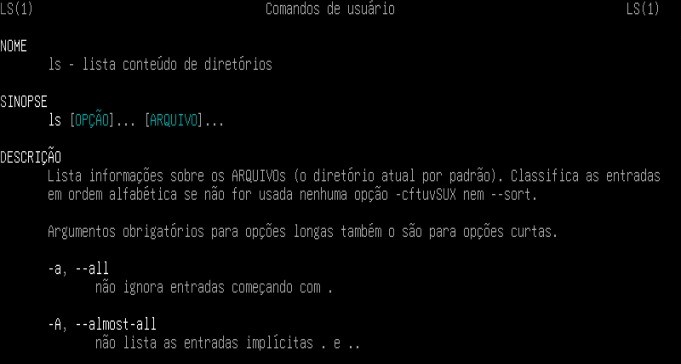 LS(1) Comandos de usuário LS(1)
NOME
ls - lista conteúdo de diretórios
SINOPSE
ls [OPÇÃO]... [ARQUIVO]...
DESCRIÇÃO
Lista informações sobre os ARQUIVOs (o diretório atual por padrão). Classifica as entradas
em ordem alfabética se não for usada nenhuma opção -cftuvSUX nem --sort.
Argumentos obrigatórios para opções longas também o são para opções curtas.
-a, --all
não ignora entradas começando com .
-A, --almost-all
não lista as entradas implícitas . e ..